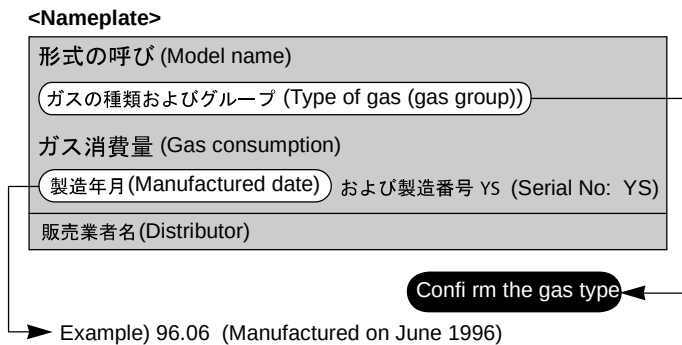 <Nameplate>
形式の呼び (Model name)
ガスの種類およびグループ (Type of gas (gas group))
ガス消費量 (Gas consumption)
製造年月(Manufactured date) および製造番号 YS (Serial No: YS)
販売業者名(Distributor)
Confi rm the gas type
Example) 96.06 (Manufactured on June 1996)